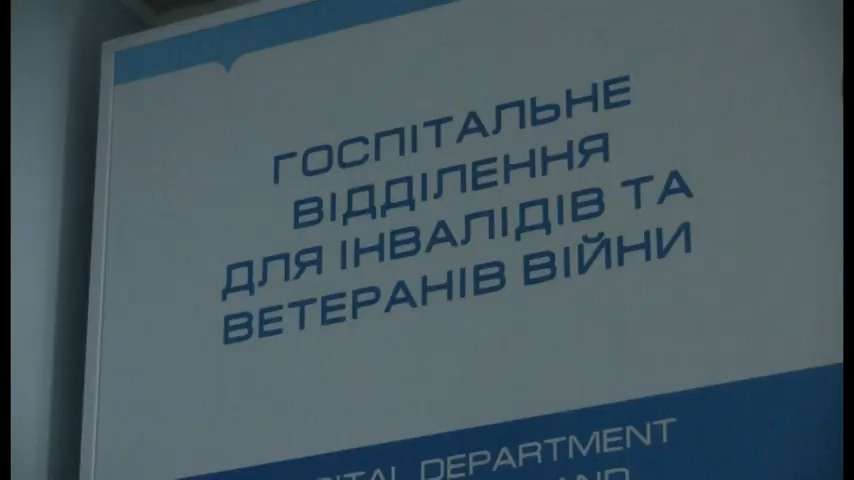 ГОСПІТАЛЬНЕ
ВІДДІЛЕННЯ
ДЛЯ ІНВАЛІДІВ ТА
ВЕТЕРАНІВ ВІЙНИ
DEPARTMENT